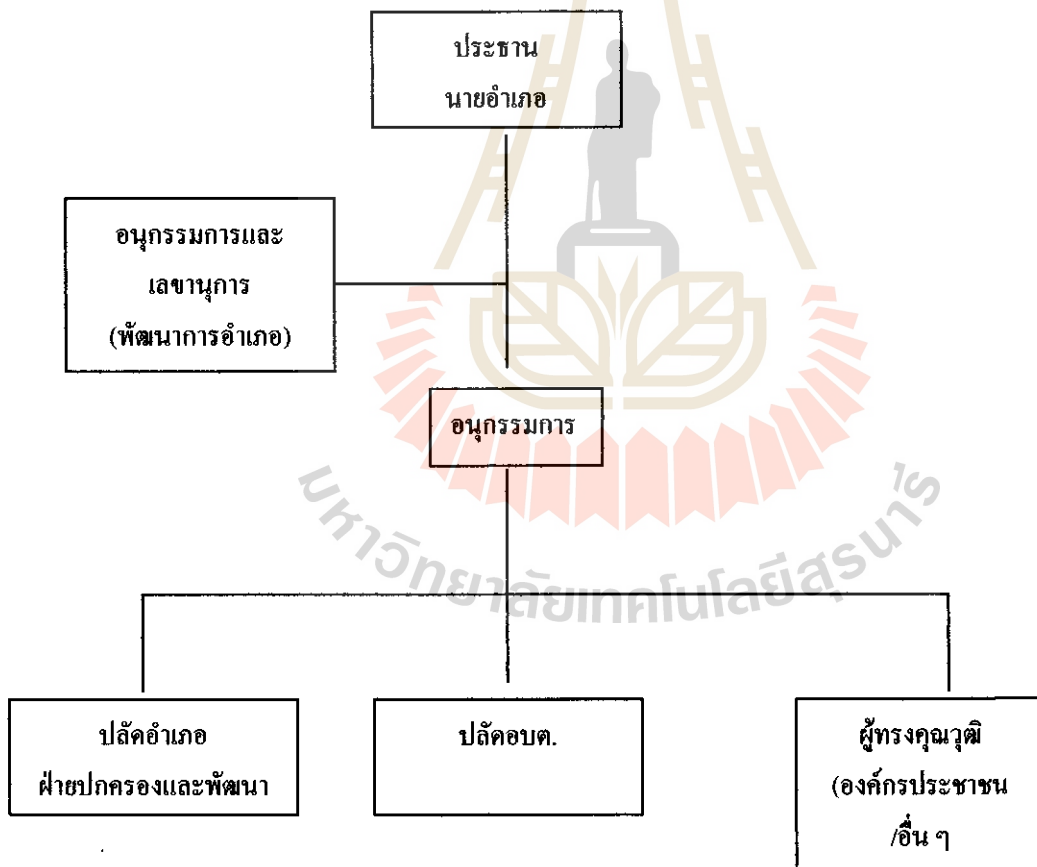 ประธาน
นายอำเภอ
อนุกรรมการและ
เลขานุการ
(พัฒนาการอำเภอ)
อนุกรรมการ
มหาวิทยาลัยเทคโนโลยีสุรนารี
ปลัดอำเภอ
ฝ่ายปกครองและพัฒนา
ปลัดอบต.
ผู้ทรงคุณวุฒิ
(องค์กรประชาชน
/อื่น ๆ